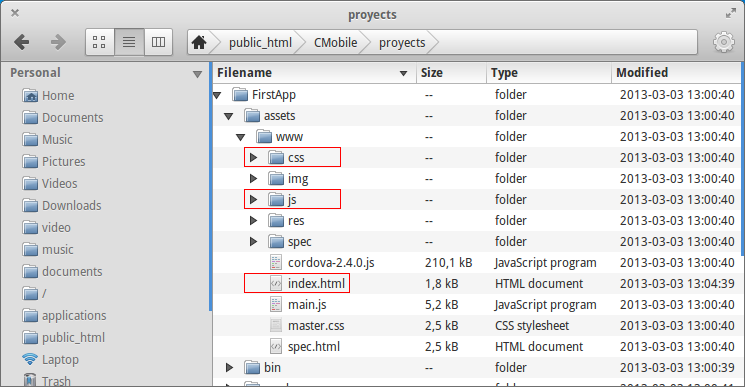 proyects
public_html CMobile proyects
Personal
Home
Documents
Music
Pictures
Videos
Downloads
video
music
documents
/
applications
public_html
Laptop
Trash
Filename Size Type Modified
FirstApp -- folder 2013-03-03 13:00:40
assets -- folder 2013-03-03 13:00:40
www -- folder 2013-03-03 13:00:40
css -- folder 2013-03-03 13:00:40
img -- folder 2013-03-03 13:00:40
js -- folder 2013-03-03 13:00:40
res -- folder 2013-03-03 13:00:40
spec -- folder 2013-03-03 13:00:40
cordova-2.4.0.js 210,1 kB JavaScript program 2013-03-03 13:00:40
index.html 1,8 kB HTML document 2013-03-03 13:04:39
main.js 5,2 kB JavaScript program 2013-03-03 13:00:40
master.css 2,5 kB CSS stylesheet 2013-03-03 13:00:40
spec.html 2,5 kB HTML document 2013-03-03 13:00:40
bin -- folder 2013-03-03 13:00:39